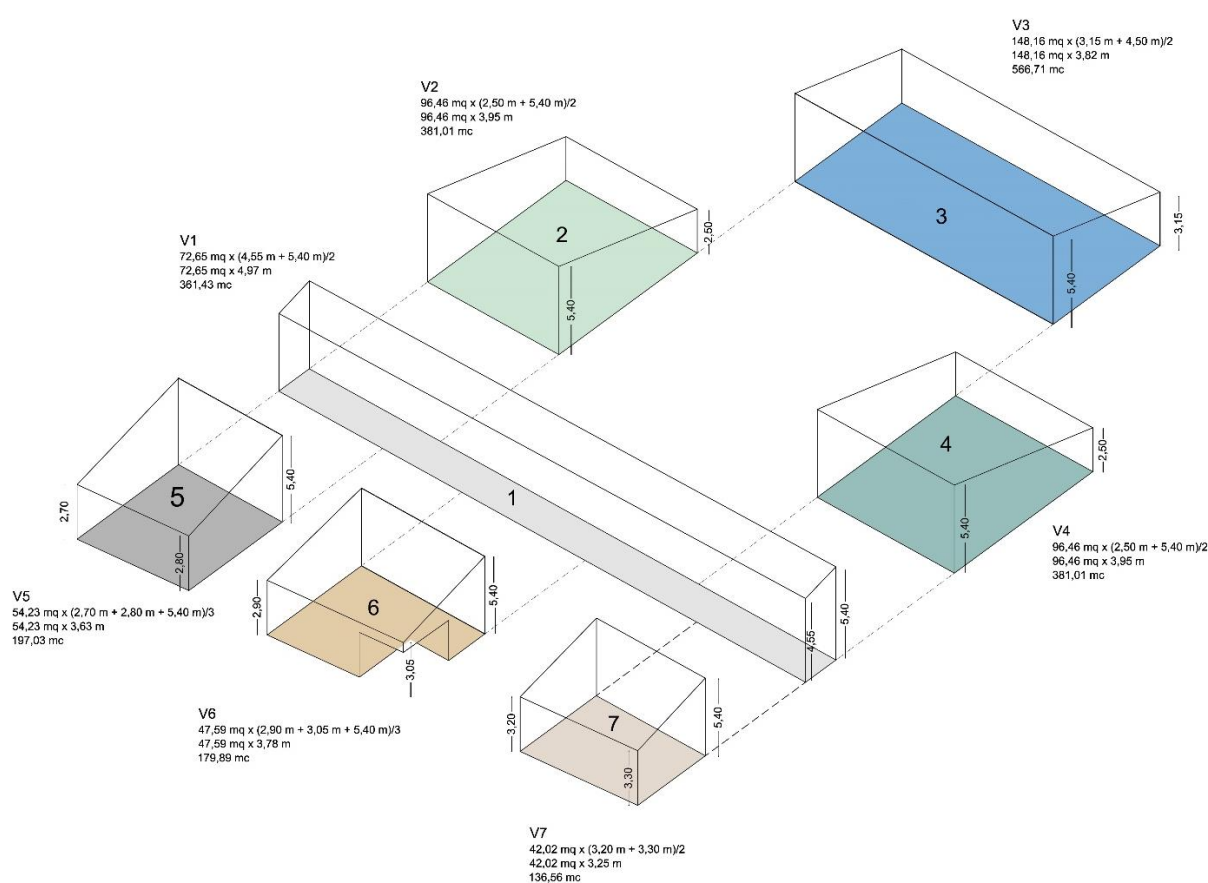 V3
148,16 mq x (3,15 m + 4,50 m)/2
148,16 mq x 3,82 m
566,71 mc
V2
96,46 mq x (2,50 m + 5,40 m)/2
96,46 mq x 3,95 m
381,01 mc
3
3,15
5,40
2
2,50
5,40
V1
72,65 mq x (4,55 m + 5,40 m)/2
72,65 mq x 4,97 m
361,43 mc
1
4,55
5,40
4
2,50
5,40
V4
96,46 mq x (2,50 m + 5,40 m)/2
96,46 mq x 3,95 m
381,01 mc
5
2,70
2,80
5,40
V5
54,23 mq x (2,70 m + 2,80 m + 5,40 m)/3
54,23 mq x 3,63 m
197,03 mc
6
2,90
3,05
5,40
V6
47,59 mq x (2,90 m + 3,05 m + 5,40 m)/3
47,59 mq x 3,78 m
179,89 mc
7
3,20
3,30
5,40
V7
42,02 mq x (3,20 m + 3,30 m)/2
42,02 mq x 3,25 m
136,56 mc